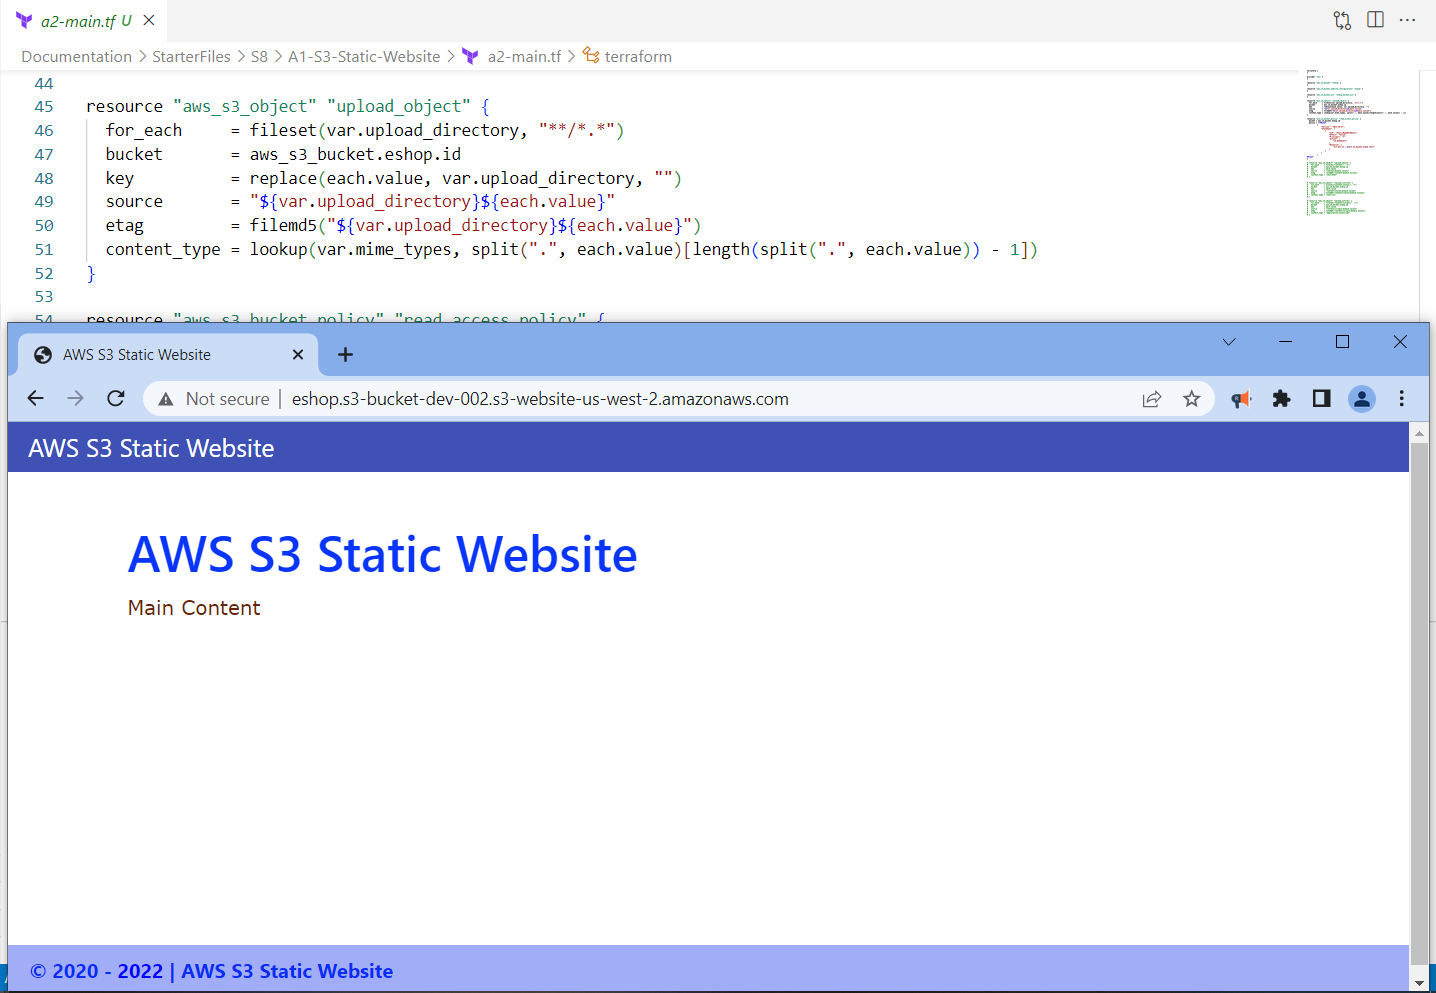 a2-main.tf U
Documentation > StarterFiles > S8 > A1-S3-Static-Website > a2-main.tf > terraform
44
45 resource "aws_s3_object" "upload_object" {
46 for_each = fileset(var.upload_directory, "**/*.*")
47 bucket = aws_s3_bucket.eshop.id
48 key = replace(each.value, var.upload_directory, "")
49 source = "${var.upload_directory}${each.value}"
50 etag = filemd5("${var.upload_directory}${each.value}")
51 content_type = lookup(var.mime_types, split(".", each.value)[length(split(".", each.value)) - 1])
52 }
53
54 resource "aws_s3_bucket_policy" "read_access_policy" {
AWS S3 Static Website
Not secure | eshop.s3-bucket-dev-002.s3-website-us-west-2.amazonaws.com
AWS S3 Static Website
AWS S3 Static Website
Main Content
© 2020 - 2022 | AWS S3 Static Website